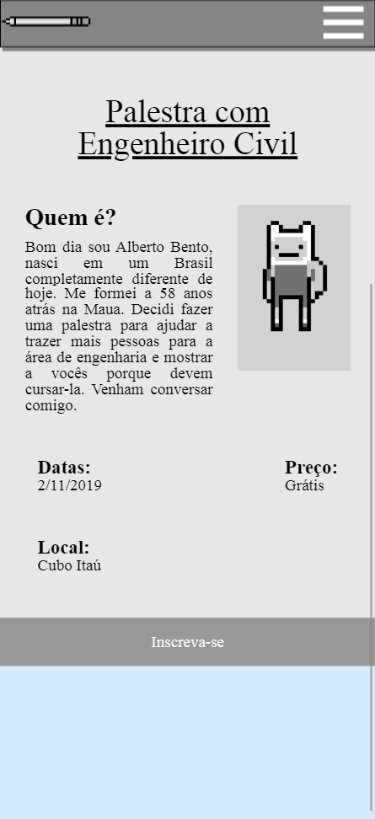 Palestra com
Engenheiro Civil
Quem é?
Bom dia sou Alberto Bento,
nasci em um Brasil
completamente diferente de
hoje. Me formei a 58 anos
atrás na Maua. Decidi fazer
uma palestra para ajudar a
trazer mais pessoas para a
área de engenharia e mostrar
a vocês porque devem
cursar-la. Venham conversar
comigo.
Datas:
2/11/2019
Preço:
Grátis
Local:
Cubo Itaú
Inscreva-se